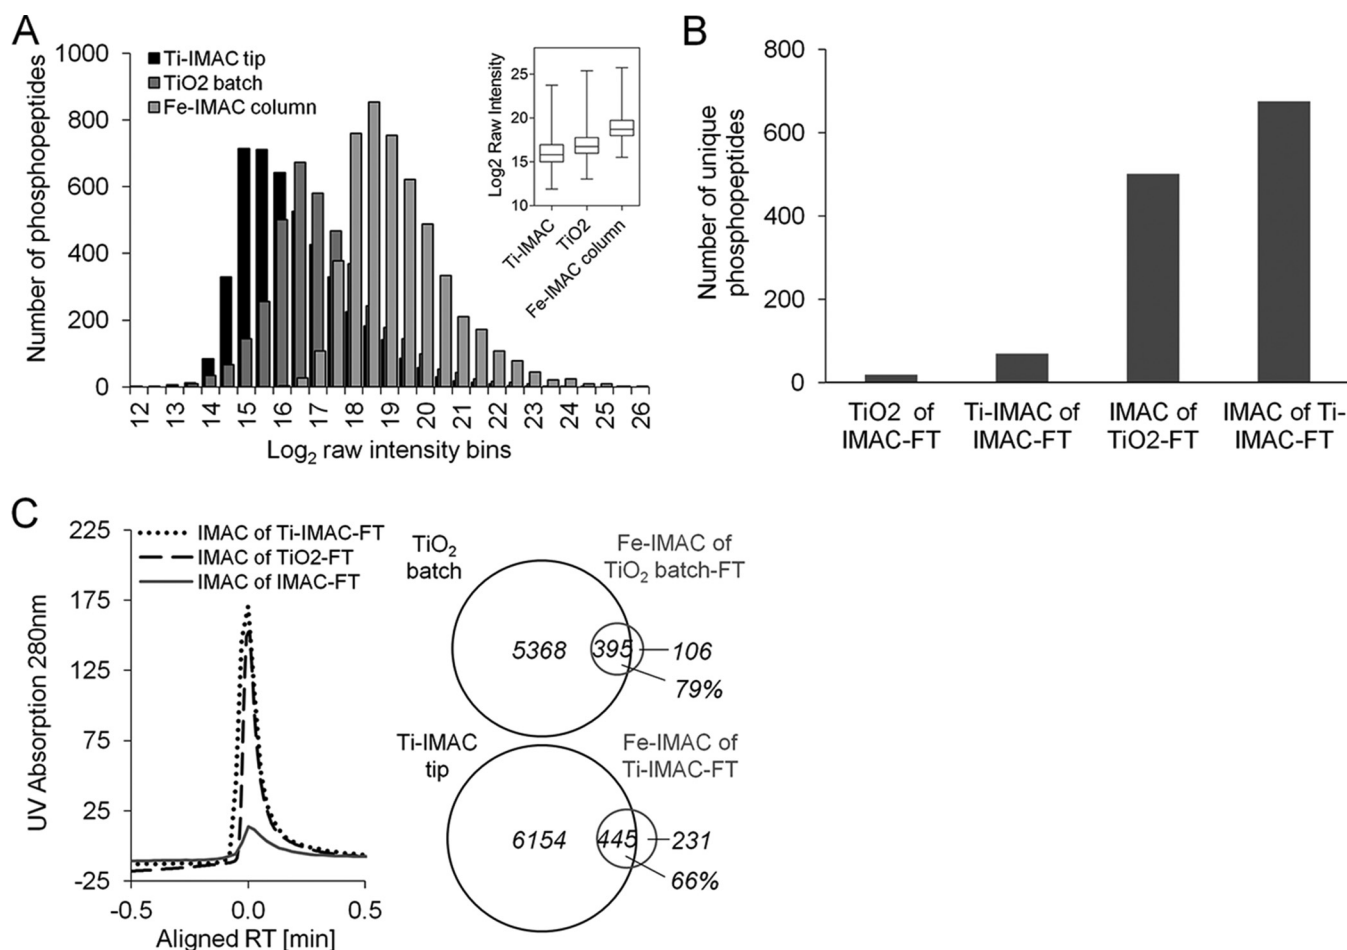 A
1000
800
600
400
200
0
Number of phosphopeptides
Ti-IMAC tip
TiO2 batch
Fe-IMAC column
12 13 14 15 16 17 18 19 20 21 22 23 24 25 26
Log2 raw intensity bins
Log2 Raw Intensity
25
20
15
10
Ti-IMAC
TiO2
Fe-IMAC column
B
800
600
400
200
0
Number of unique
phosphopeptides
TiO2 of
IMAC-FT
Ti-IMAC of
IMAC-FT
IMAC of
TiO2-FT
IMAC of Ti-
IMAC-FT
C
225
175
125
75
25
-25
UV Absorption 280nm
IMAC of Ti-IMAC-FT
IMAC of TiO2-FT
IMAC of IMAC-FT
-0.5 0.0 0.5
Aligned RT [min]
TiO2
batch
Fe-IMAC of
TiO2 batch-FT
5368
395
106
79%
Ti-IMAC
tip
Fe-IMAC of
Ti-IMAC-FT
6154
445
231
66%